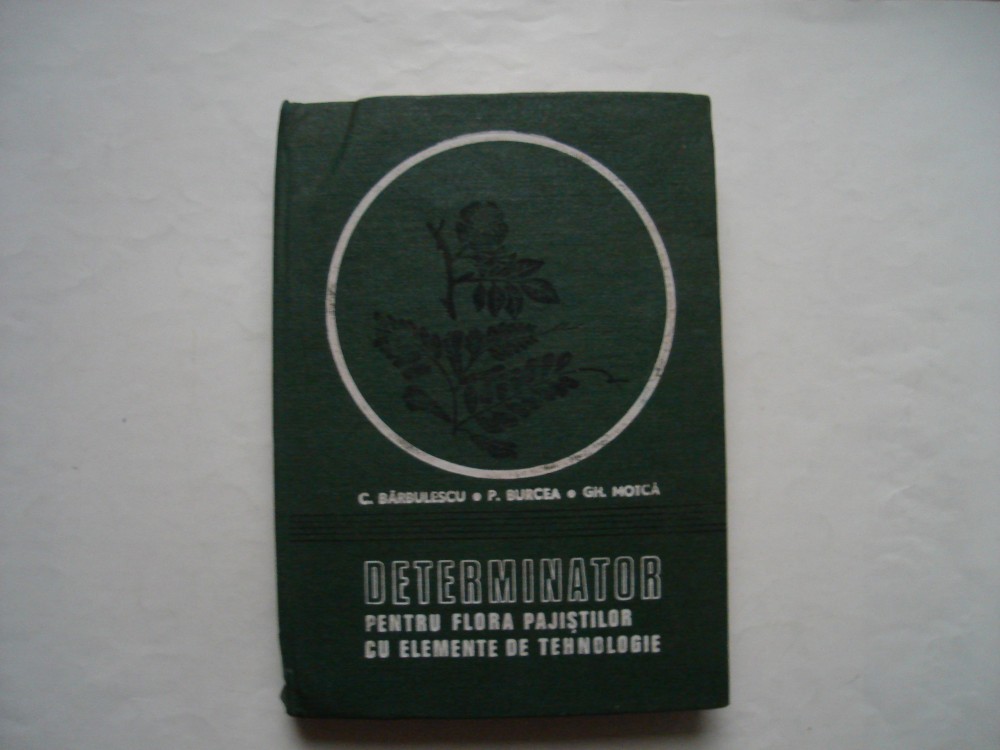 C. BĂRBULESCU • P. BURCEA • GH. MOTCĂ
DETERMINATOR
PENTRU FLORA PAJIȘTILOR
CU ELEMENTE DE TEHNOLOGIE